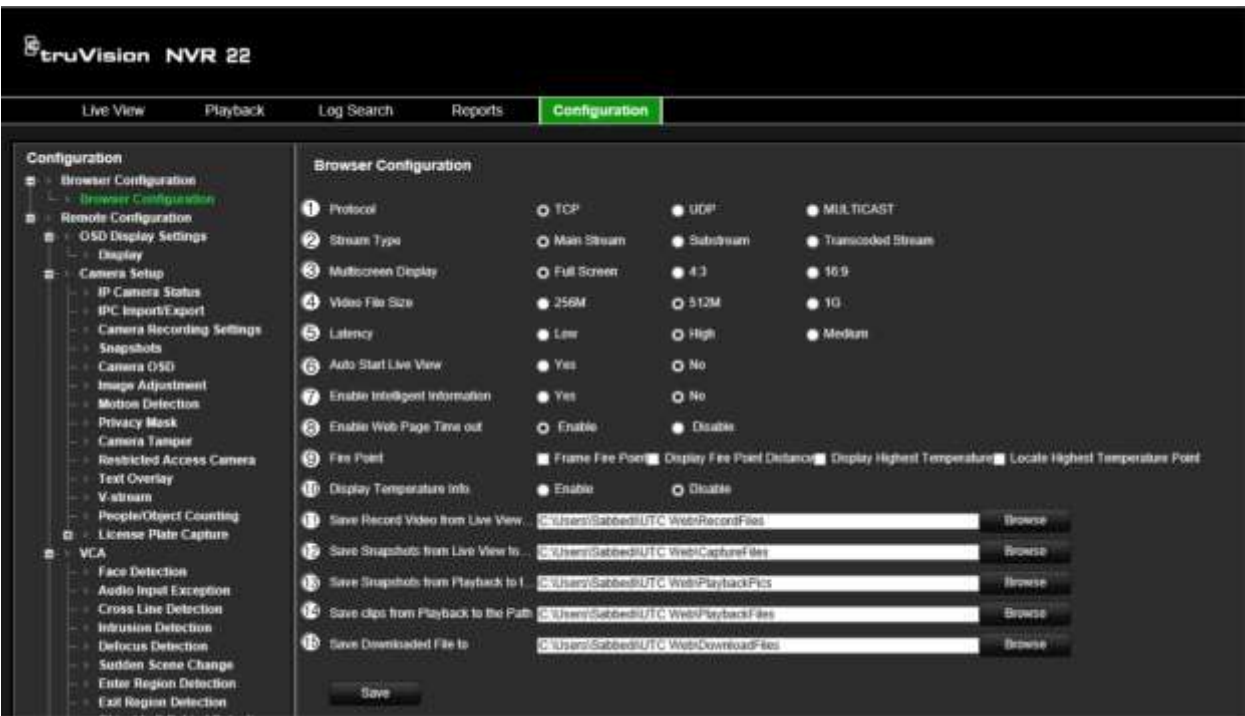 truVision NVR 22
Live View Playback Log Search Reports Configuration
Configuration
Browser Configuration
Browser Configuration
Remote Configuration
OSD Display Settings
Display
Camera Setup
IP Camera Status
IPC Import/Export
Camera Recording Settings
Snapshots
Camera OSD
Image Adjustment
Motion Detection
Privacy Mask
Camera Tamper
Restricted Access Camera
Text Overlay
V-stream
People/Object Counting
License Plate Capture
VCA
Face Detection
Audio Input Exception
Cross Line Detection
Intrusion Detection
Defocus Detection
Sudden Scene Change
Enter Region Detection
Exit Region Detection
Browser Configuration
1 Protocol TCP UDP MULTICAST
2 Stream Type Main Stream Substream Transcoded Stream
3 Multiscreen Display Full Screen 4:3 16:9
4 Video File Size 256M 512M 1G
5 Latency Low High Medium
6 Auto Start Live View Yes No
7 Enable Intelligent Information Yes No
8 Enable Web Page Time out Enable Disable
9 Fire Point Frame Fire Point Display Fire Point Distance Display Highest Temperature Locate Highest Temperature Point
10 Display Temperature Info. Enable Disable
11 Save Record Video from Live View... C:\Users\Sabbedi\UTC Web\RecordFiles Browse
12 Save Snapshots from Live View to... C:\Users\Sabbedi\UTC Web\CaptureFiles Browse
13 Save Snapshots from Playback to t... C:\Users\Sabbedi\UTC Web\PlaybackPics Browse
14 Save clips from Playback to the Path C:\Users\Sabbedi\UTC Web\PlaybackFiles Browse
15 Save Downloaded File to C:\Users\Sabbedi\UTC Web\DownloadFiles Browse
Save